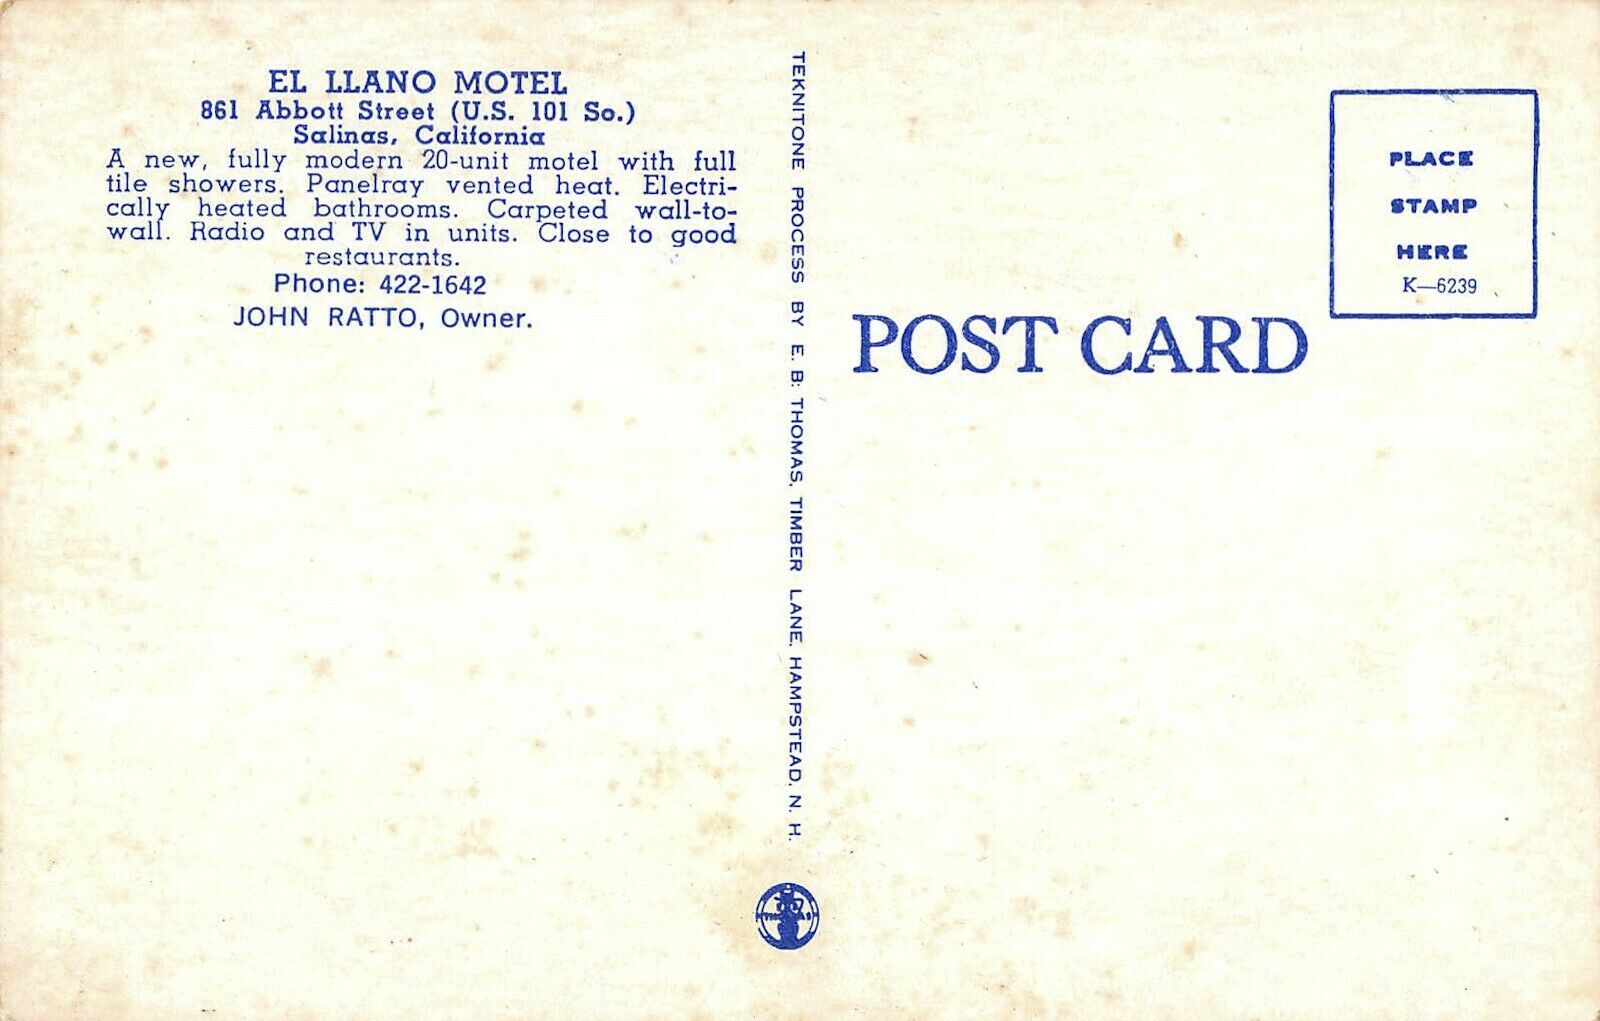 EL LLANO MOTEL
861 Abbott Street (U.S. 101 So.)
Salinas, California
A new, fully modern 20-unit motel with full
tile showers. Panelray vented heat. Electri-
cally heated bathrooms. Carpeted wall-to-
wall. Radio and TV in units. Close to good
restaurants.
Phone: 422-1642
JOHN RATTO, Owner.
TEKNITONE PROCESS BY E. B. THOMAS, TIMBER LANE, HAMPSTEAD, N. H.
POST CARD
PLACE
STAMP
HERE
K—6239